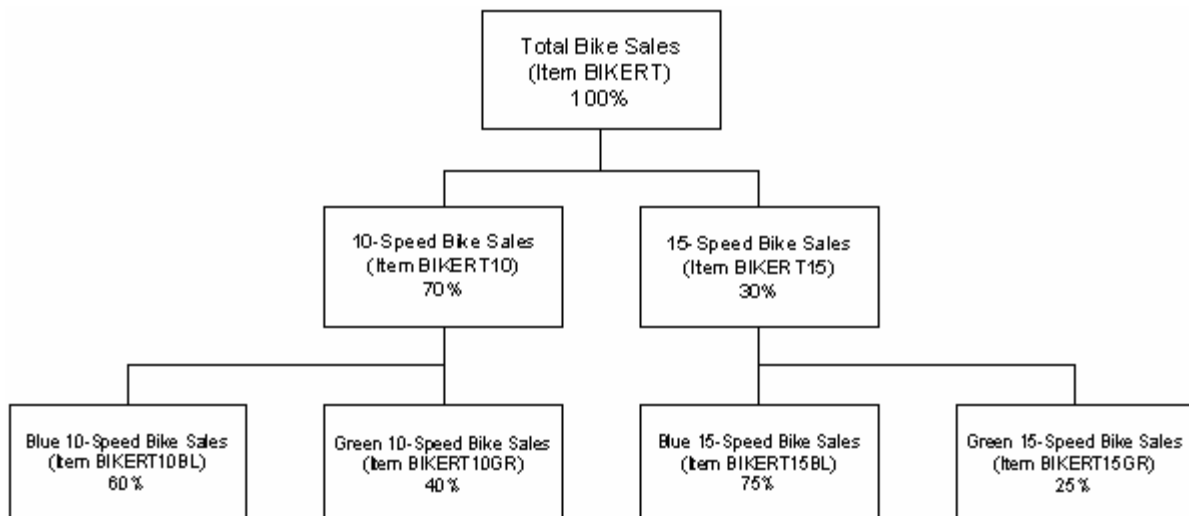 Total Bike Sales
(Item BIKERT)
100%
10-Speed Bike Sales
(Item BIKERT10)
70%
15-Speed Bike Sales
(Item BIKERT15)
30%
Blue 10-Speed Bike Sales
(Item BIKERT10BL)
60%
Green 10-Speed Bike Sales
(Item BIKERT10GR)
40%
Blue 15-Speed Bike Sales
(Item BIKERT15BL)
75%
Green 15-Speed Bike Sales
(Item BIKERT15GR)
25%